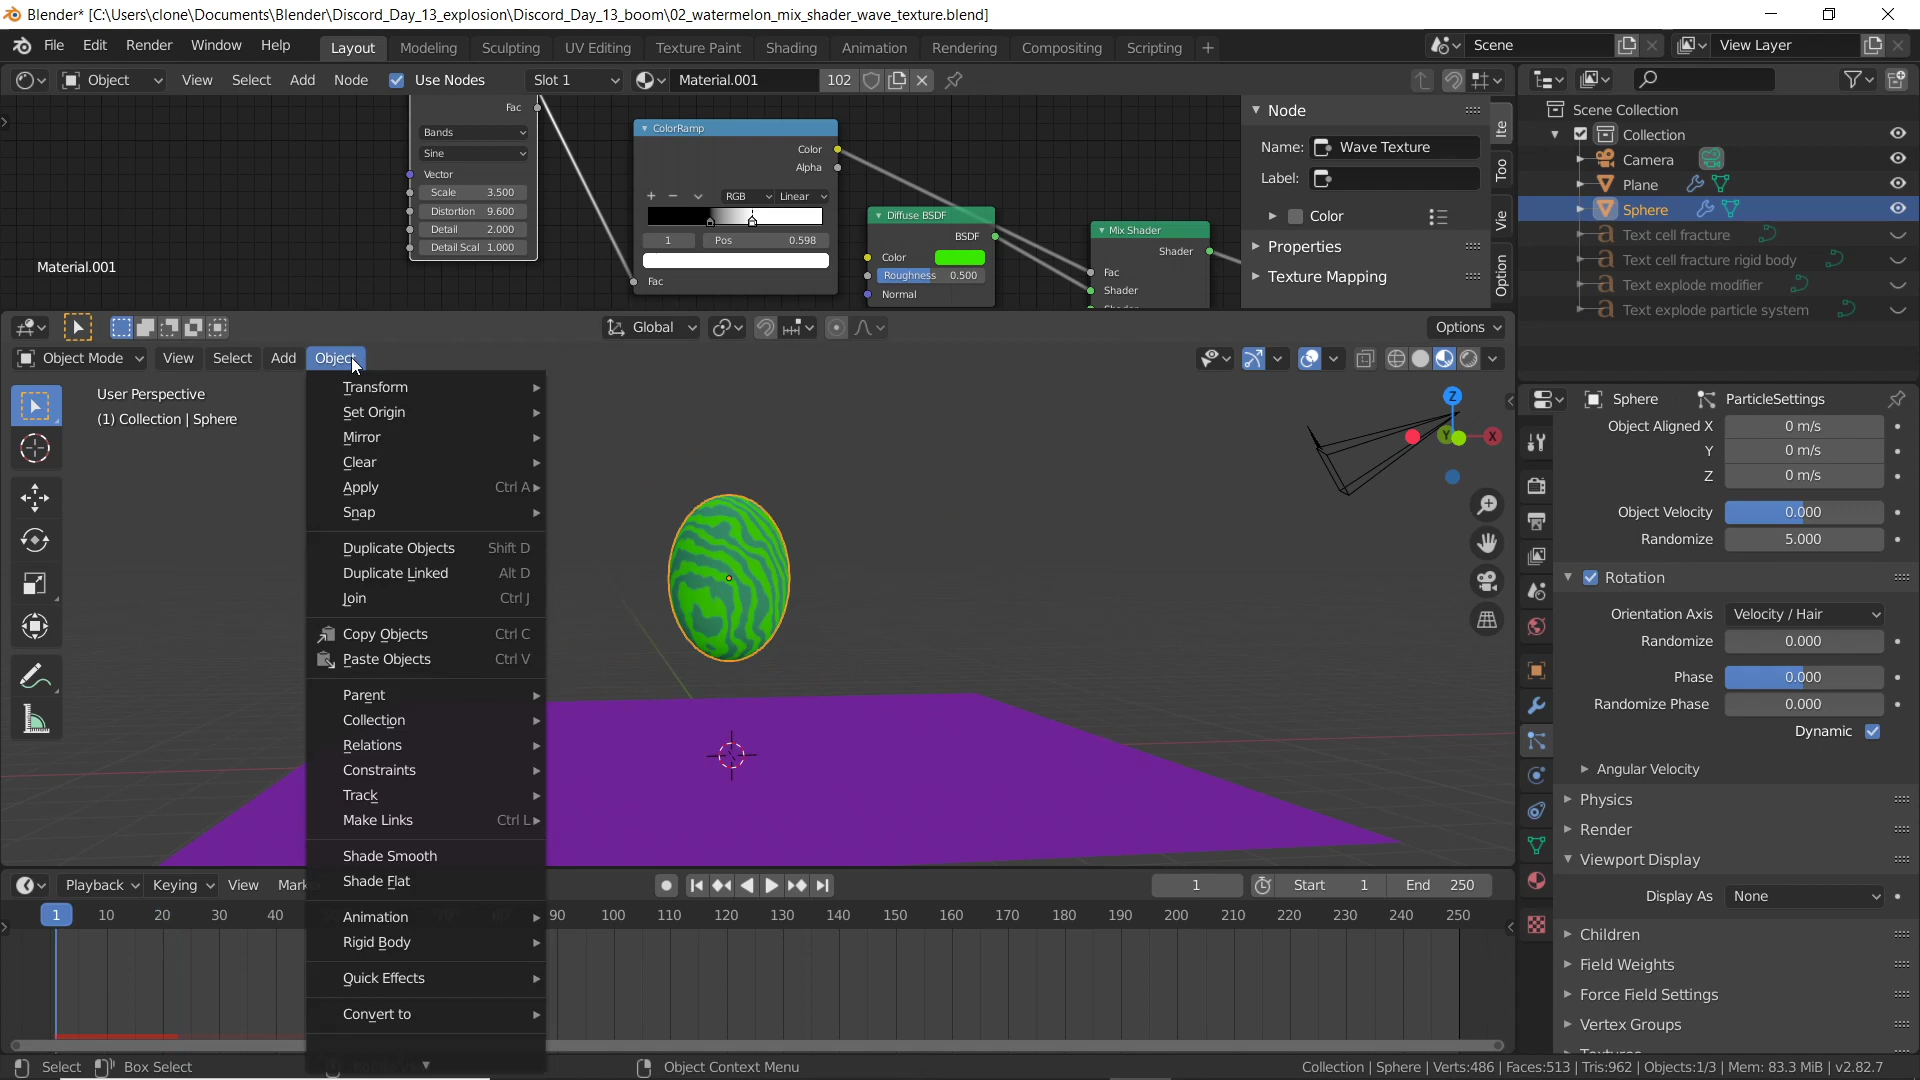 Blender* [C:\Users\clone\Documents\Blender\Discord_Day_13_explosion\Discord_Day_13_boom\02_watermelon_mix_shader_wave_texture.blend]
File Edit Render Window Help Layout Modeling Sculpting UV Editing Texture Paint Shading Animation Rendering Compositing Scripting + Scene View Layer
Object View Select Add Node Use Nodes Slot 1 Material.001 102
Fac
Bands
Sine
Vector
Scale 3.500
Distortion 9.600
Detail 2.000
Detail Scal 1.000
Material.001
ColorRamp
Color
Alpha
RGB Linear
1 Pos 0.598
Fac
Diffuse BSDF
BSDF
Color
Roughness 0.500
Normal
Mix Shader
Shader
Fac
Shader
Node
Name: Wave Texture
Label:
Color
Properties
Texture Mapping
Ite
Too
Vie
Option
Scene Collection
Collection
Camera
Plane
Sphere
Text cell fracture
Text cell fracture rigid body
Text explode modifier
Text explode particle system
Global Options
Object Mode View Select Add Object
User Perspective
(1) Collection | Sphere
Transform
Set Origin
Mirror
Clear
Apply Ctrl A
Snap
Duplicate Objects Shift D
Duplicate Linked Alt D
Join Ctrl J
Copy Objects Ctrl C
Paste Objects Ctrl V
Parent
Collection
Relations
Constraints
Track
Make Links Ctrl L
Shade Smooth
Shade Flat
Animation
Rigid Body
Quick Effects
Convert to
Z
Y
X
Sphere ParticleSettings
Object Aligned X 0 m/s
Y 0 m/s
Z 0 m/s
Object Velocity 0.000
Randomize 5.000
Rotation
Orientation Axis Velocity / Hair
Randomize 0.000
Phase 0.000
Randomize Phase 0.000
Dynamic
Angular Velocity
Physics
Render
Viewport Display
Display As None
Children
Field Weights
Force Field Settings
Vertex Groups
Playback Keying View Mark 1 Start 1 End 250
1 10 20 30 40 90 100 110 120 130 140 150 160 170 180 190 200 210 220 230 240 250
Select Box Select Object Context Menu Collection | Sphere | Verts:486 | Faces:513 | Tris:962 | Objects:1/3 | Mem: 83.3 MiB | v2.82.7